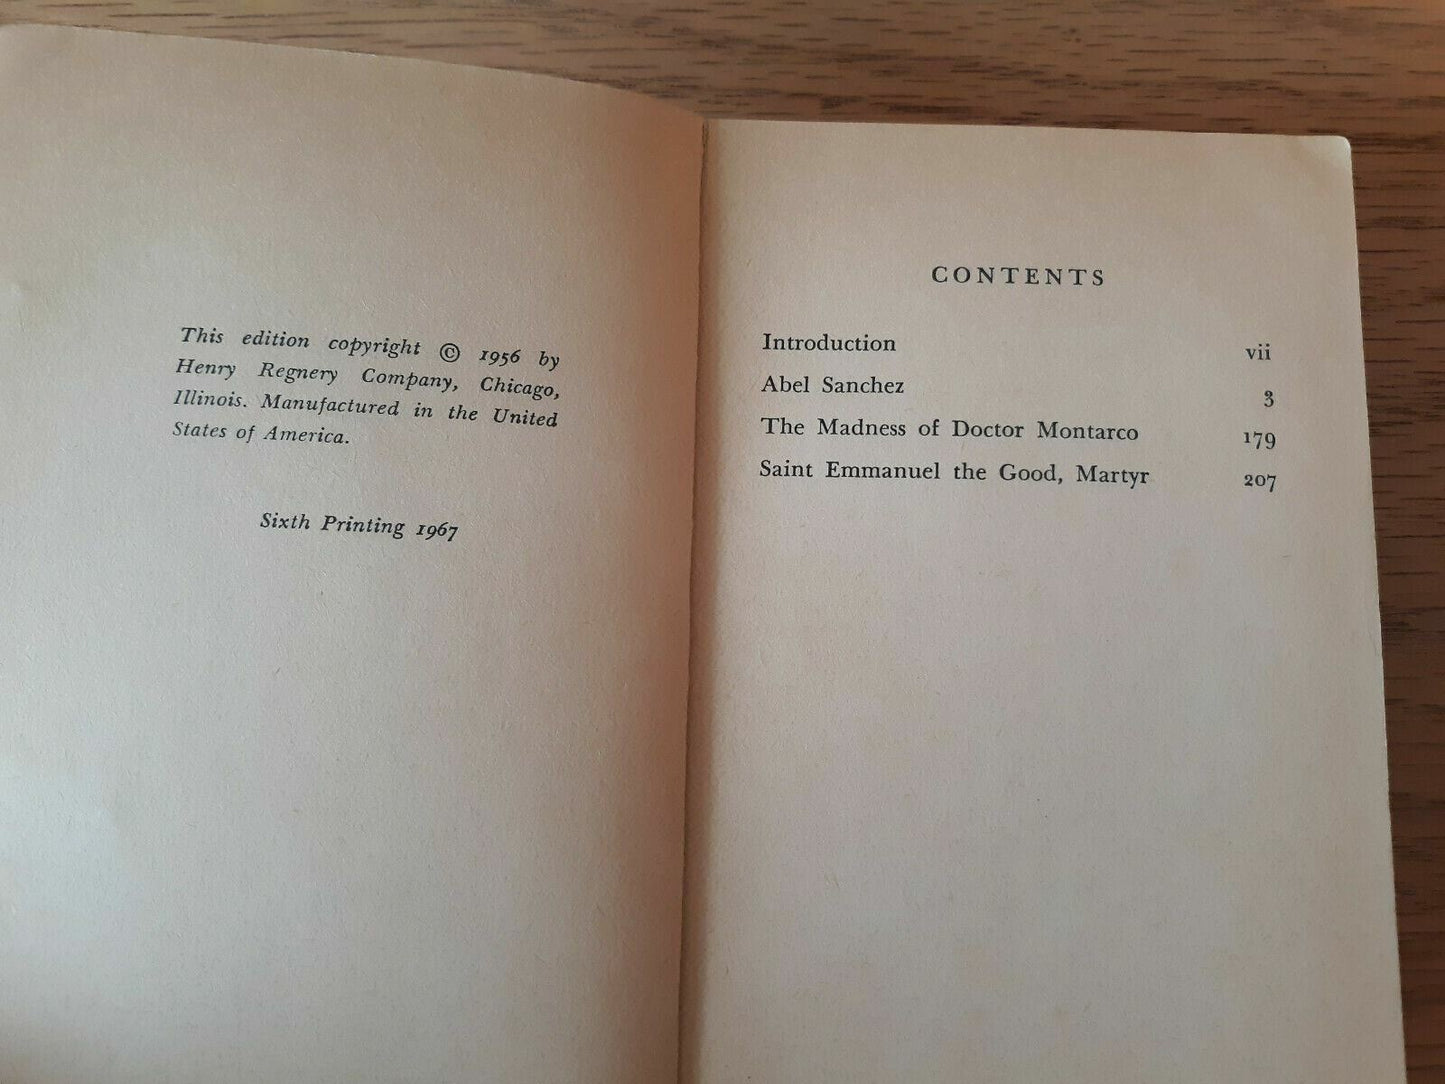 This edition copyright © 1956 by
Henry Regnery Company, Chicago,
Illinois. Manufactured in the United
States of America.
Sixth Printing 1967
CONTENTS
Introduction vii
Abel Sanchez 3
The Madness of Doctor Montarco 179
Saint Emmanuel the Good, Martyr 207